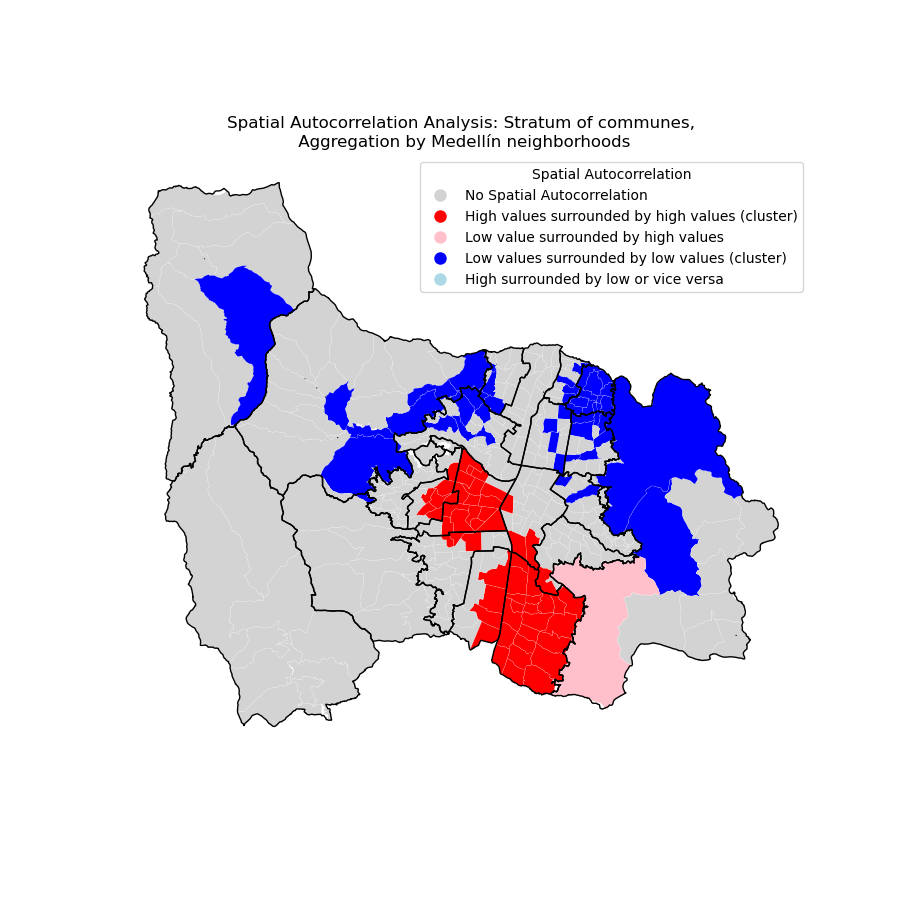 Spatial Autocorrelation Analysis: Stratum of communes,
Aggregation by Medellín neighborhoods
Spatial Autocorrelation
No Spatial Autocorrelation
High values surrounded by high values (cluster)
Low value surrounded by high values
Low values surrounded by low values (cluster)
High surrounded by low or vice versa